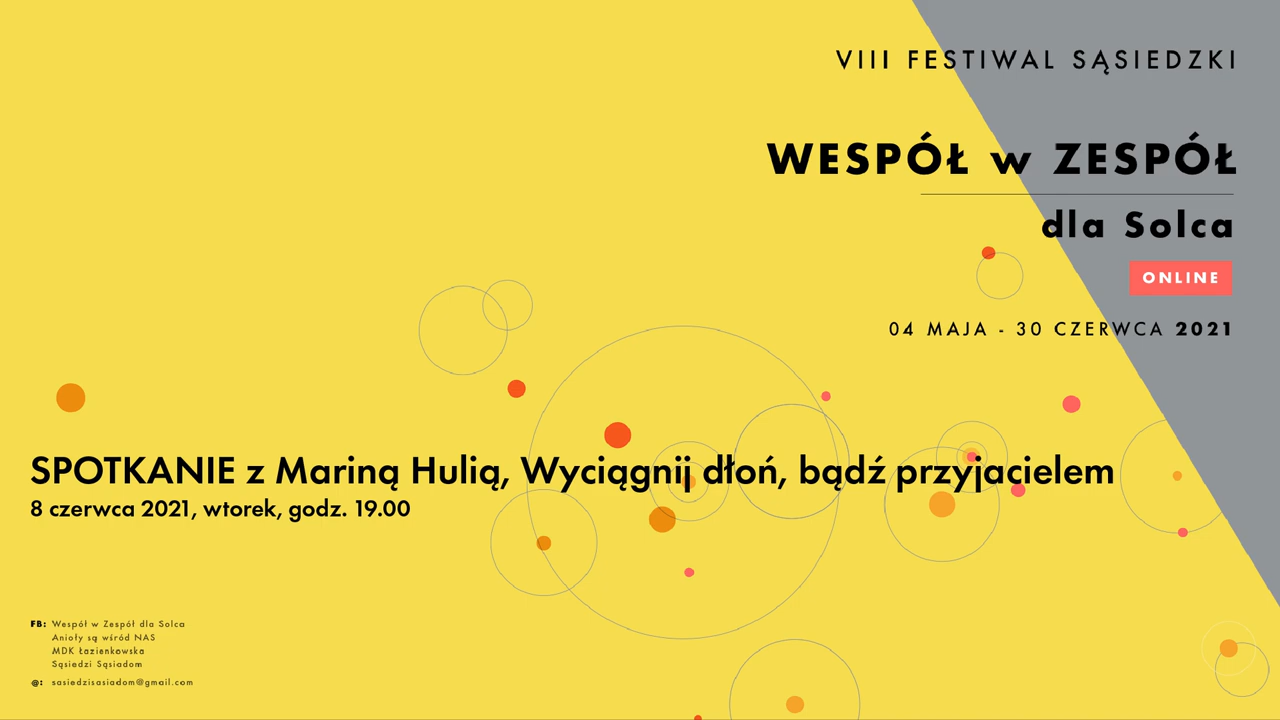 VIII FESTIWAL SĄSIEDZKI
WESPÓŁ w ZESPÓŁ
dla Solca
ONLINE
04 MAJA - 30 CZERWCA 2021
SPOTKANIE z Mariną Hulią, Wyciągnij dłoń, bądź przyjacielem
8 czerwca 2021, wtorek, godz. 19.00
FB: Wespół w Zespół dla Solca
Anioły są wśród NAS
MDK Łazienkowska
Sąsiedzi Sąsiadom
@: sasiedzisasiadom@gmail.com